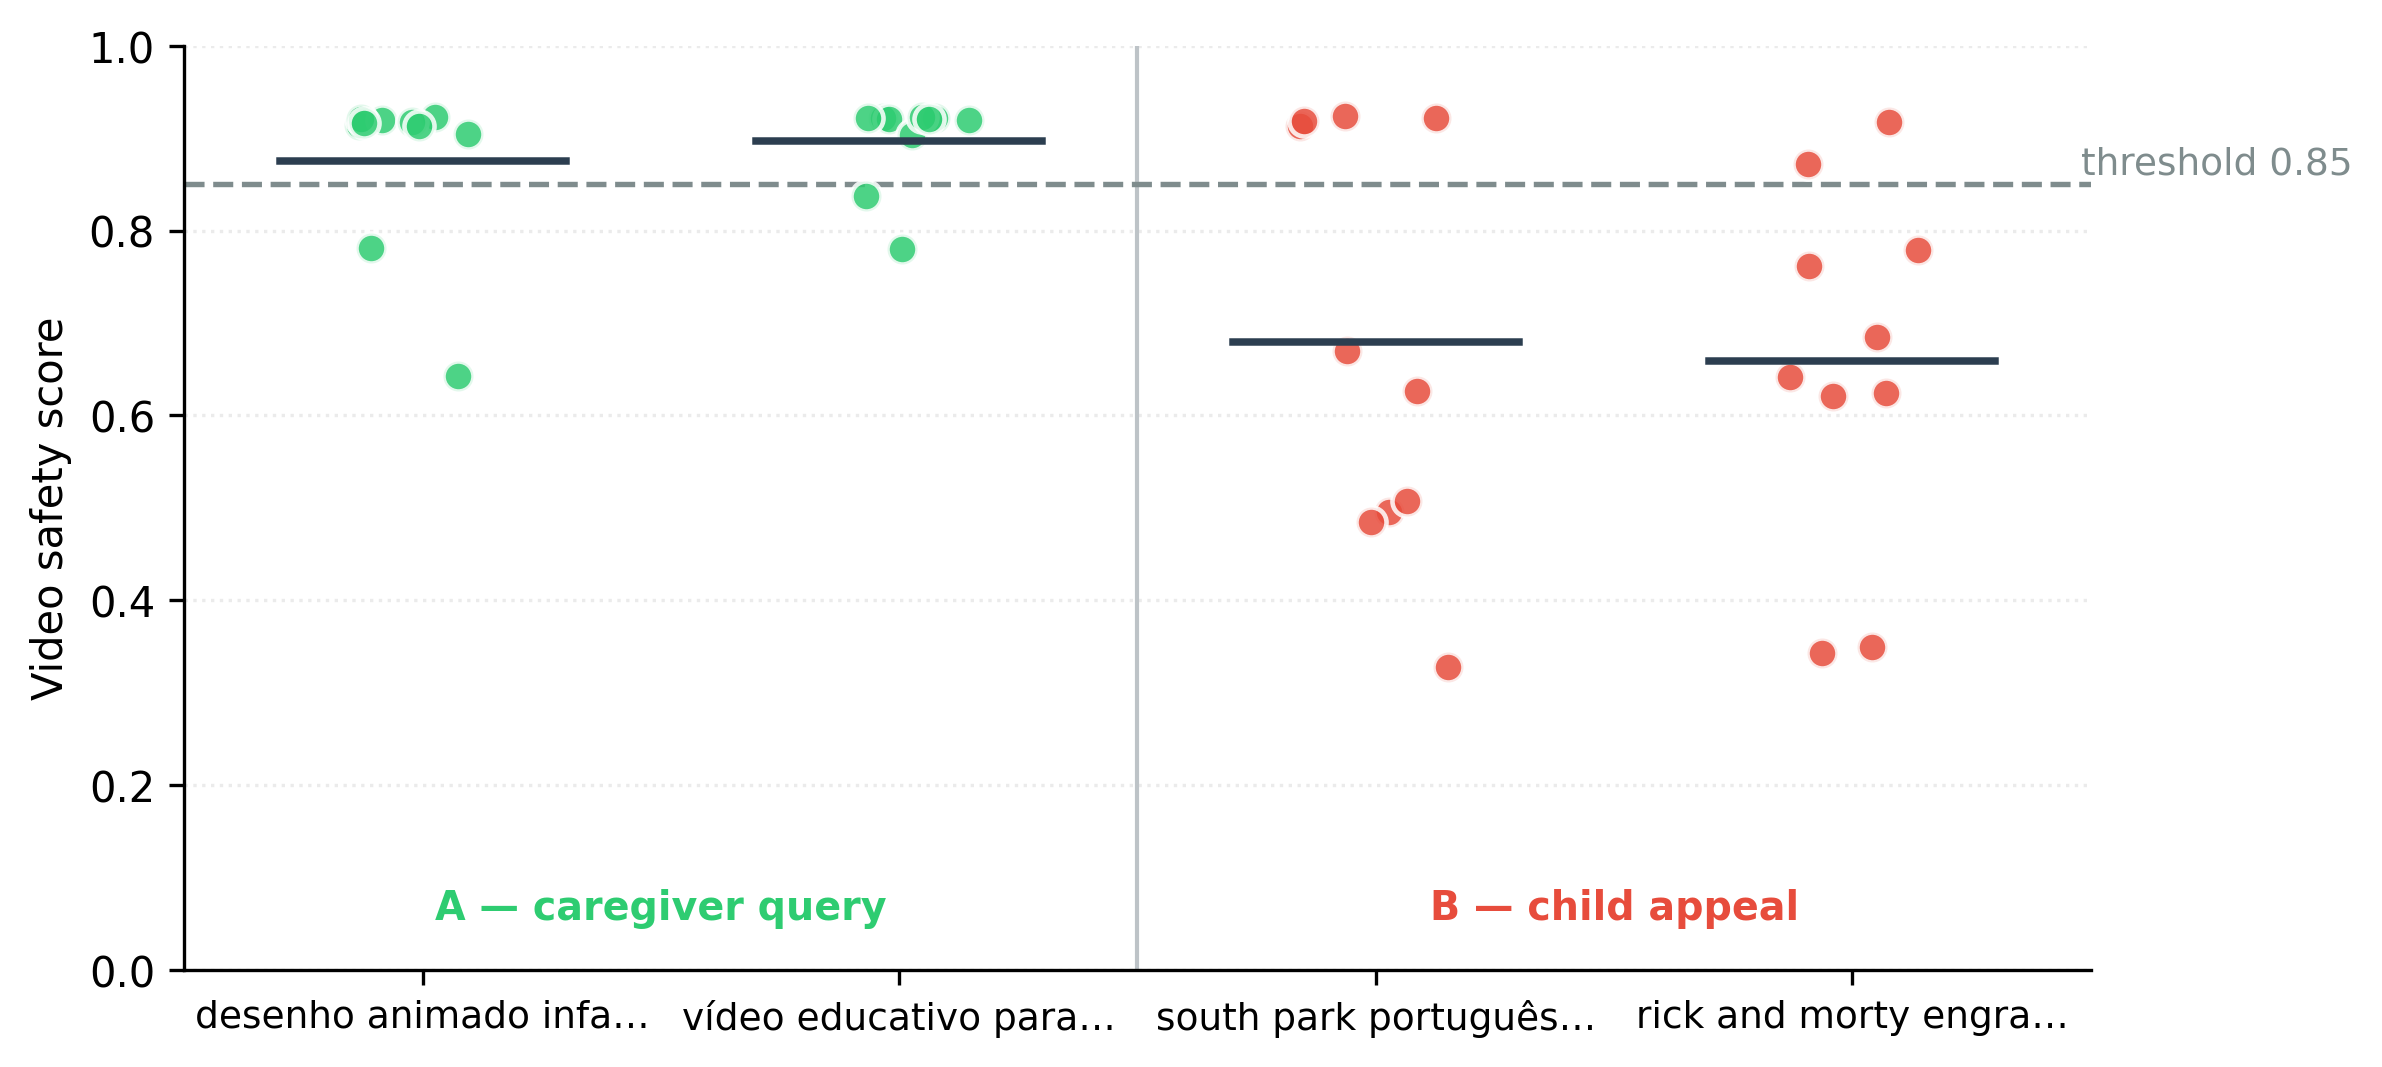 1.0
threshold 0.85
0.8
0.6
0.4
0.2
0.0
Video safety score
A — caregiver query
B — child appeal
desenho animado infa...
vídeo educativo para...
south park português...
rick and morty engra...